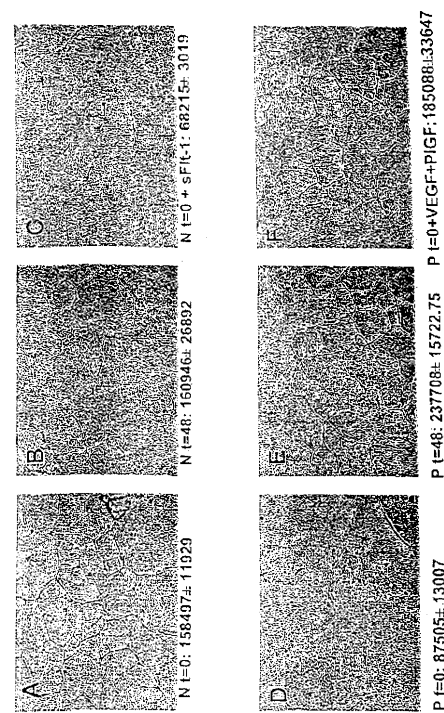 A
N t=0: 158497± 11929
B
N t=48: 160946± 26892
C
N t=0 + sFlt-1: 68215± 3019
D
P t=0: 87505± 13007
E
P t=48: 237708± 15722.75
F
P t=0+VEGF+PlGF: 185088±33647